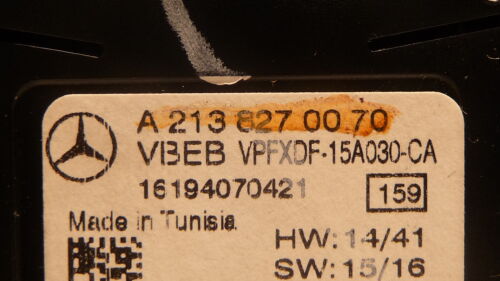 A 213 827 00 70
VBEB VPFXDF-15A030-CA
16194070421 159
Made in Tunisia
HW:14/41
SW:15/16